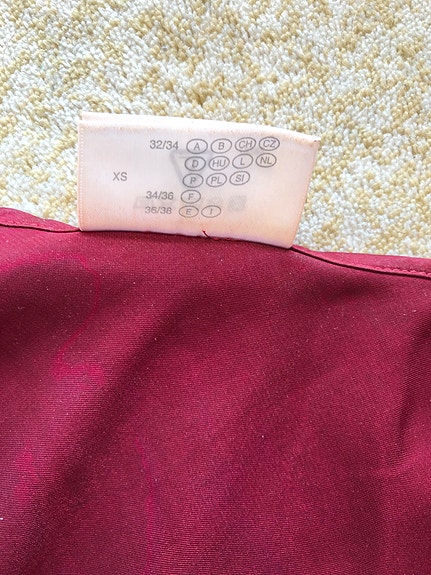 32/34 A B CH CZ
D HU L NL
XS
P PL SI
34/36 F
36/38 E I